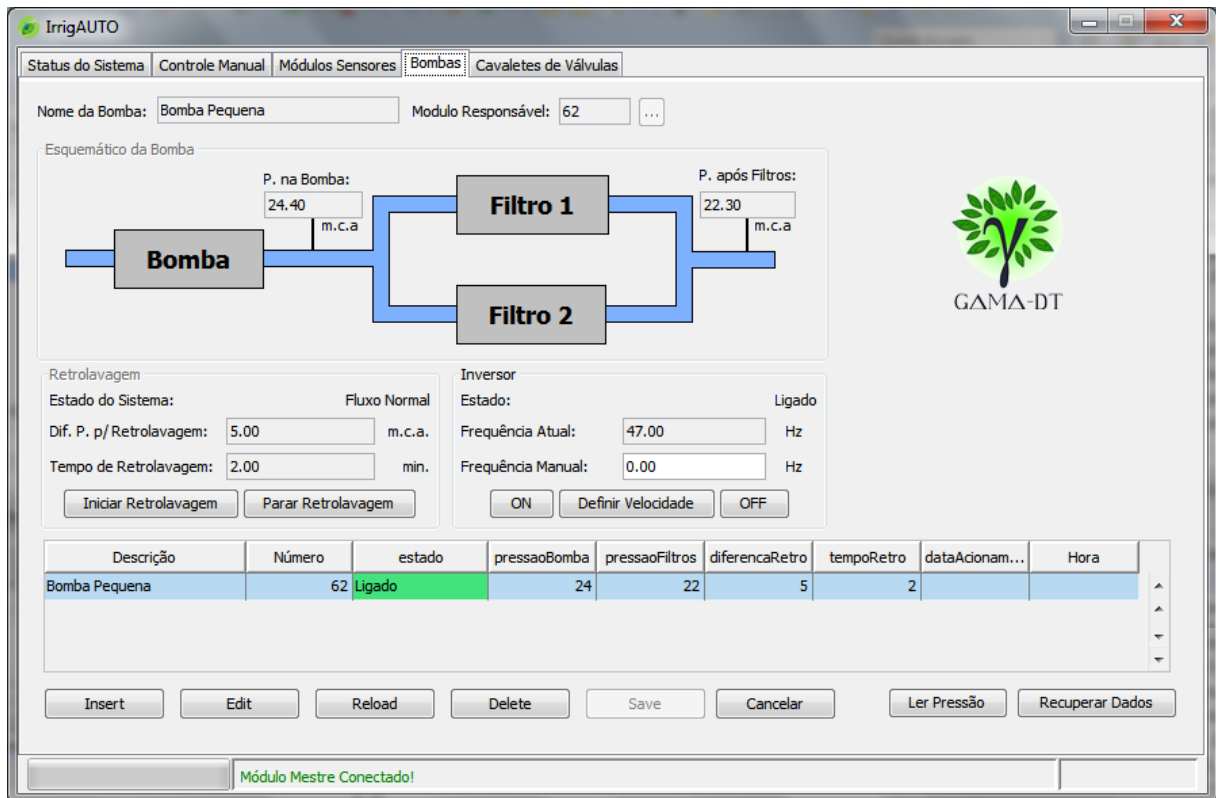 IrrigAUTO
Status do Sistema Controle Manual Módulos Sensores Bombas Cavaletes de Válvulas
Nome da Bomba: Bomba Pequena Modulo Responsável: 62 ...
Esquemático da Bomba
P. na Bomba: P. após Filtros:
24.40 Filtro 1 22.30
m.c.a m.c.a
Bomba
Filtro 2
GAMA-DT
Retrolavagem
Estado do Sistema: Fluxo Normal
Dif. P. p/ Retrolavagem: 5.00 m.c.a.
Tempo de Retrolavagem: 2.00 min.
Iniciar Retrolavagem Parar Retrolavagem
Inversor
Estado: Ligado
Frequência Atual: 47.00 Hz
Frequência Manual: 0.00 Hz
ON Definir Velocidade OFF
Descrição Número estado pressaoBomba pressaoFiltros diferencaRetro tempoRetro dataAcionam... Hora
Bomba Pequena 62 Ligado 24 22 5 2
Insert Edit Reload Delete Save Cancelar Ler Pressão Recuperar Dados
Módulo Mestre Conectado!